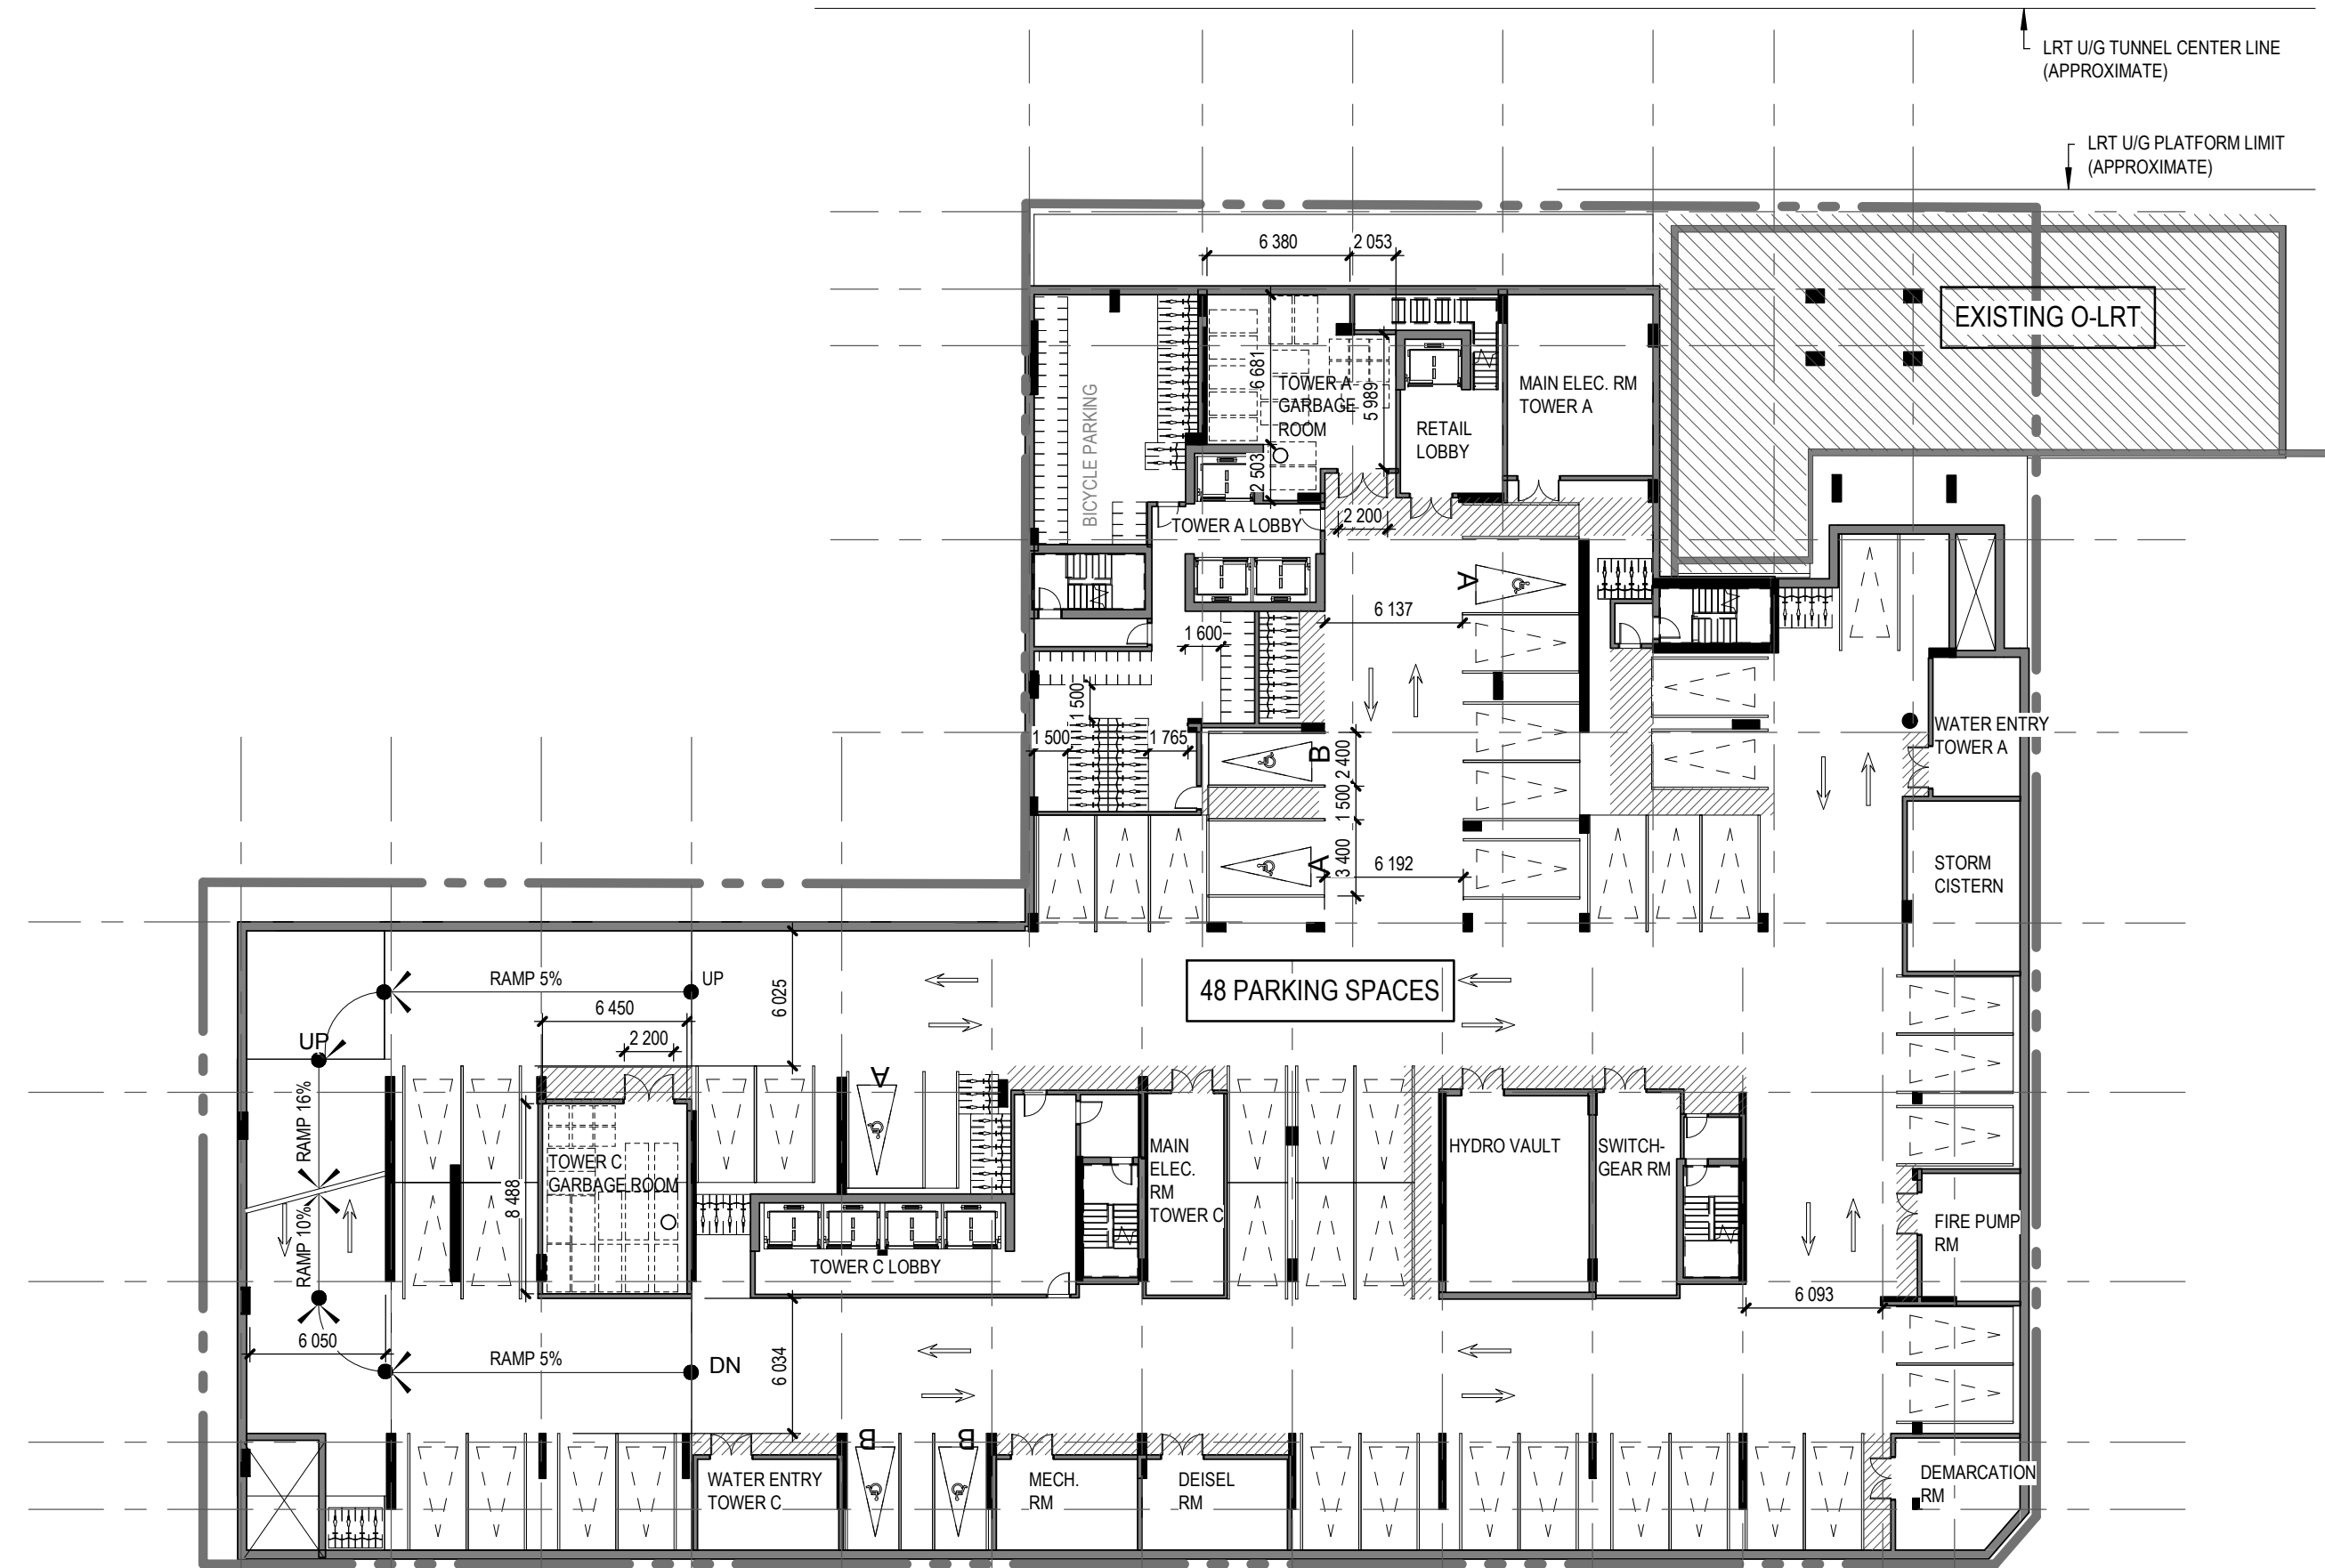 LRT U/G TUNNEL CENTER LINE
(APPROXIMATE)
LRT U/G PLATFORM LIMIT
(APPROXIMATE)
6 380
2 053
EXISTING O-LRT
6 681
TOWER A
GARBAGE
ROOM
5 989
MAIN ELEC. RM
TOWER A
BICYCLE PARKING
RETAIL
LOBBY
2 503
TOWER A LOBBY
2 200
A
6 137
1 600
1 500
1 500
1 765
B
2 400
1 500
3 400
A
6 192
WATER ENTRY
TOWER A
STORM
CISTERN
48 PARKING SPACES
RAMP 5%
UP
6 025
6 450
2 200
UP
RAMP 16%
A
TOWER C
GARBAGE ROOM
8 488
MAIN
ELEC.
RM
TOWER C
HYDRO VAULT
SWITCH-
GEAR RM
FIRE PUMP
RM
RAMP 10%
TOWER C LOBBY
6 093
6 050
RAMP 5%
DN
6 034
B
B
WATER ENTRY
TOWER C
MECH.
RM
DEISEL
RM
DEMARCATION
RM